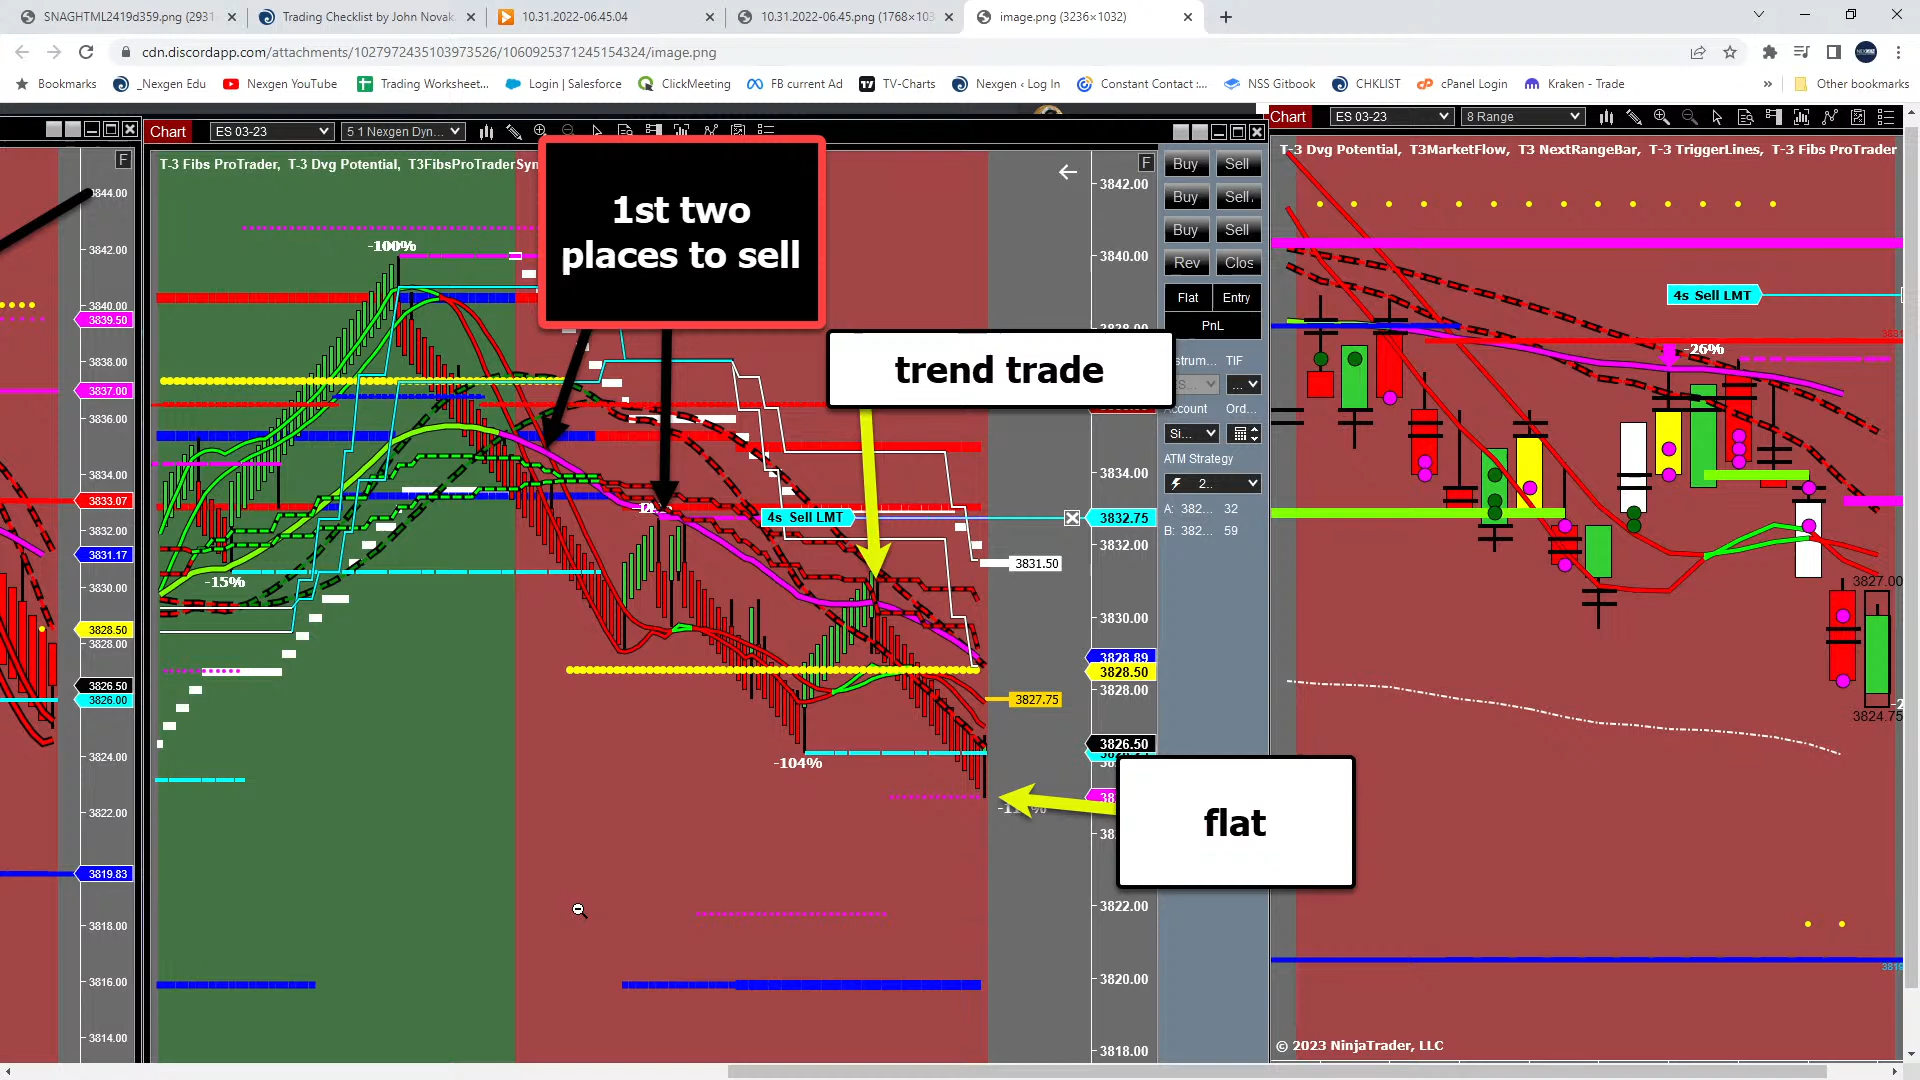 SNAGHTML2419d359.png (2931
Trading Checklist by John Novak
10.31.2022-06.45.04
10.31.2022-06.45.png (1768×103
image.png (3236×1032)
cdn.discordapp.com/attachments/1027972435103973526/1060925371245154324/image.png
Bookmarks
_Nexgen Edu
Nexgen YouTube
Trading Worksheet...
Login | Salesforce
ClickMeeting
FB current Ad
TV-Charts
Nexgen ‹ Log In
Constant Contact :...
NSS Gitbook
CHKLIST
cPanel Login
Kraken - Trade
»
Other bookmarks
Chart
ES 03-23
5 1 Nexgen Dyn...
Chart
ES 03-23
8 Range
F
T-3 Fibs ProTrader, T-3 Dvg Potential, T3FibsProTraderSyn
F
T-3 Dvg Potential, T3MarketFlow, T3 NextRangeBar, T-3 TriggerLines, T-3 Fibs ProTrader
1st two
places to sell
trend trade
flat
-100%
-15%
-104%
-26%
4s Sell LMT
4s Sell LMT
3844.00
3842.00
3840.00
3839.50
3838.00
3837.00
3836.00
3834.00
3833.07
3832.00
3831.17
3830.00
3828.50
3828.00
3826.50
3826.00
3824.00
3822.00
3819.83
3818.00
3816.00
3814.00
3842.00
3840.00
3834.00
3832.75
3832.00
3831.50
3830.00
3828.89
3828.50
3828.00
3827.75
3826.50
3822.00
3820.00
3818.00
Buy Sell
Buy Sell
Buy Sell
Rev Clos
Flat Entry
PnL
TIF
Account Ord...
Si...
ATM Strategy
2..
A: 382... 32
B: 382... 59
3827.00
3824.75
© 2023 NinjaTrader, LLC